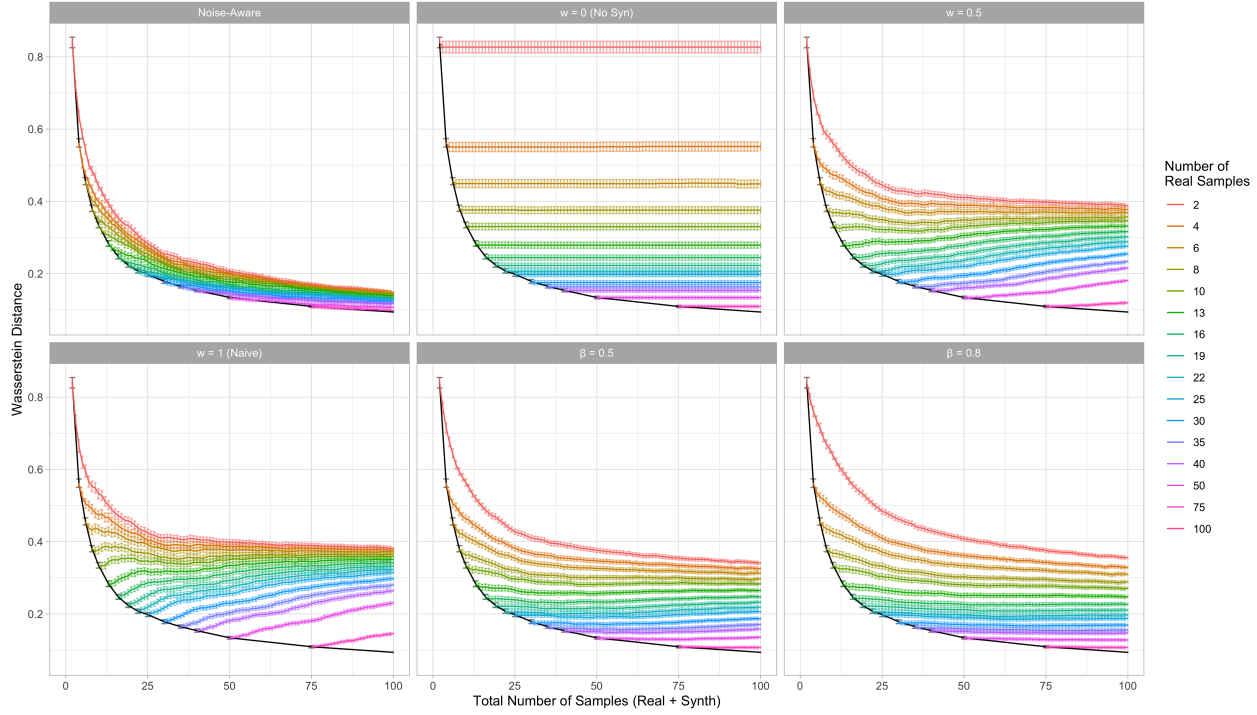 Noise-Aware
w = 0 (No Syn)
w = 0.5
0.8
0.6
0.4
0.2
w = 1 (Naive)
β = 0.5
β = 0.8
0.8
0.6
0.4
0.2
0 25 50 75 100
0 25 50 75 100
0 25 50 75 100
Wasserstein Distance
Total Number of Samples (Real + Synth)
Number of
Real Samples
2
4
6
8
10
13
16
19
22
25
30
35
40
50
75
100